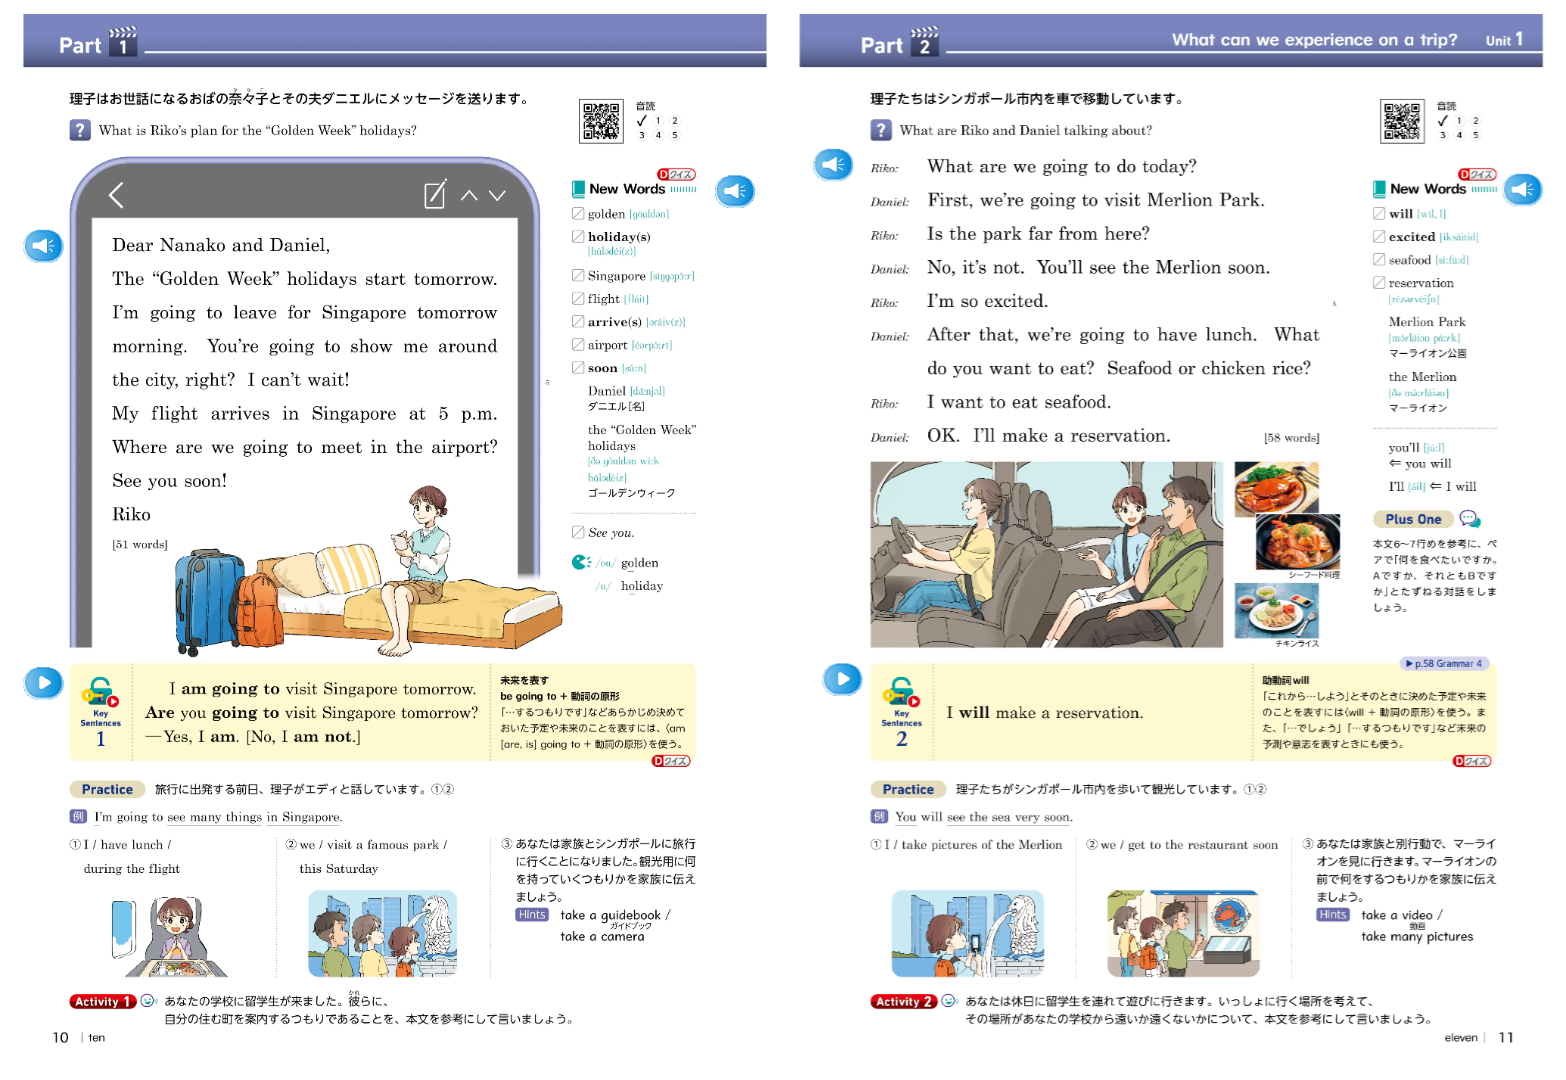 Part 1
理子はお世話になるおばの奈々子とその夫ダニエルにメッセージを送ります。
? What is Riko's plan for the “Golden Week” holidays?
音読
✓ 1 2
3 4 5
Dear Nanako and Daniel,
The “Golden Week” holidays start tomorrow.
I'm going to leave for Singapore tomorrow
morning. You're going to show me around
the city, right? I can't wait!
5
My flight arrives in Singapore at 5 p.m.
Where are we going to meet in the airport?
See you soon!
Riko
[51 words]
Dクイズ
New Words
golden [góuldən]
holiday(s)
[hálədèi(z)]
Singapore [síŋgəpɔ̀ːr]
flight [fláit]
arrive(s) [əráiv(z)]
airport [éərpɔ̀ːrt]
soon [súːn]
Daniel [dǽnjəl]
ダニエル[名]
the “Golden Week”
holidays
[ðə góuldən wíːk
hálədèiz]
ゴールデンウィーク
See you.
/ou/ golden
/ɑ/ holiday
Key
Sentences
1
I am going to visit Singapore tomorrow.
Are you going to visit Singapore tomorrow?
—Yes, I am. [No, I am not.]
未来を表す
be going to + 動詞の原形
「…するつもりです」などあらかじめ決めて
おいた予定や未来のことを表すには、〈am
[are, is] going to + 動詞の原形〉を使う。
Dクイズ
Practice 旅行に出発する前日、理子がエディと話しています。①②
例 I'm going to see many things in Singapore.
① I / have lunch /
during the flight
② we / visit a famous park /
this Saturday
③ あなたは家族とシンガポールに旅行
に行くことになりました。観光用に何
を持っていくつもりかを家族に伝え
ましょう。
Hints take a guidebook /
ガイドブック
take a camera
Activity 1 あなたの学校に留学生が来ました。彼らに、
かれ
自分の住む町を案内するつもりであることを、本文を参考にして言いましょう。
10 ten
Part 2
What can we experience on a trip? Unit 1
理子たちはシンガポール市内を車で移動しています。
? What are Riko and Daniel talking about?
音読
✓ 1 2
3 4 5
Riko: What are we going to do today?
Daniel: First, we're going to visit Merlion Park.
Riko: Is the park far from here?
Daniel: No, it's not. You'll see the Merlion soon.
Riko: I'm so excited.
5
Daniel: After that, we're going to have lunch. What
do you want to eat? Seafood or chicken rice?
Riko: I want to eat seafood.
Daniel: OK. I'll make a reservation.
[58 words]
シーフード料理
チキンライス
Dクイズ
New Words
will [wíl, l]
excited [iksáitid]
seafood [síːfùːd]
reservation
[rèzərvéiʃn]
Merlion Park
[mə́ːrlàiən pɑ́ːrk]
マーライオン公園
the Merlion
[ðə mə́ːrlàiən]
マーライオン
you'll [júːl]
⇐ you will
I'll [áil] ⇐ I will
Plus One
本文6〜7行めを参考に、ペ
アで「何を食べたいですか。
Aですか、それともBです
か」とたずねる対話をしま
しょう。
▶p.58 Grammar 4
Key
Sentences
2
I will make a reservation.
助動詞 will
「これから…しよう」とそのときに決めた予定や未来
のことを表すには〈will + 動詞の原形〉を使う。ま
た、「…でしょう」「…するつもりです」など未来の
予測や意志を表すときにも使う。
Dクイズ
Practice 理子たちがシンガポール市内を歩いて観光しています。①②
例 You will see the sea very soon.
① I / take pictures of the Merlion
② we / get to the restaurant soon
③ あなたは家族と別行動で、マーライ
オンを見に行きます。マーライオンの
前で何をするつもりかを家族に伝え
ましょう。
Hints take a video /
動画
take many pictures
Activity 2 あなたは休日に留学生を連れて遊びに行きます。いっしょに行く場所を考えて、
その場所があなたの学校から遠いか遠くないかについて、本文を参考にして言いましょう。
eleven 11